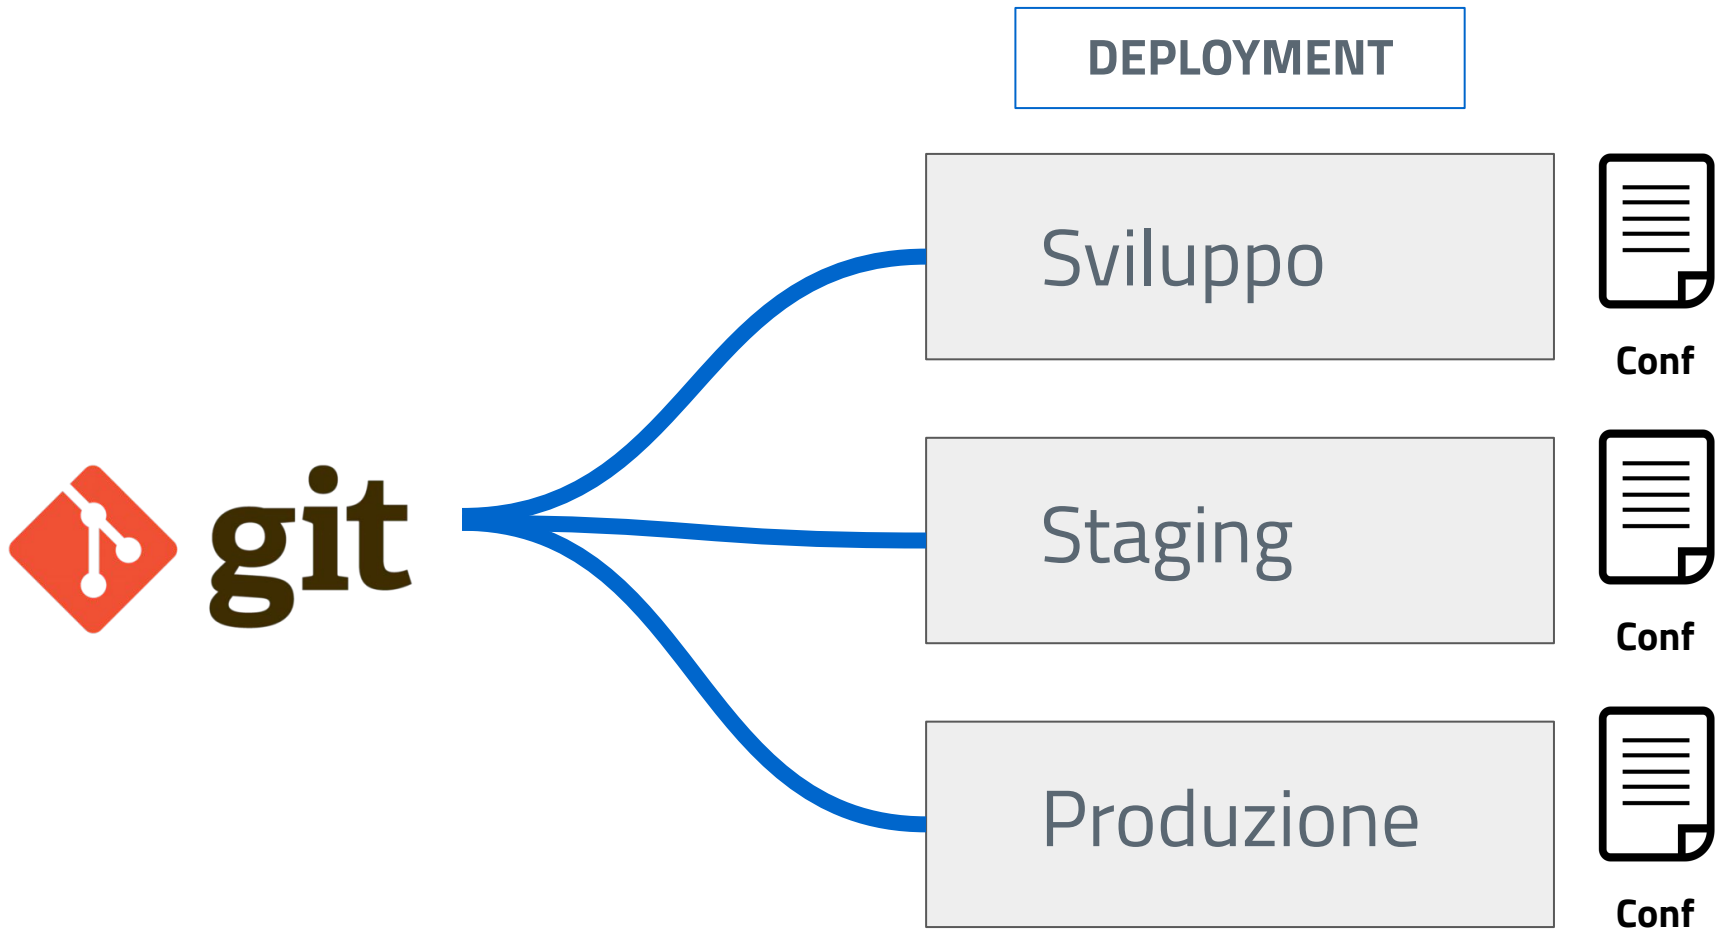 DEPLOYMENT
Sviluppo
Conf
git
Staging
Conf
Produzione
Conf